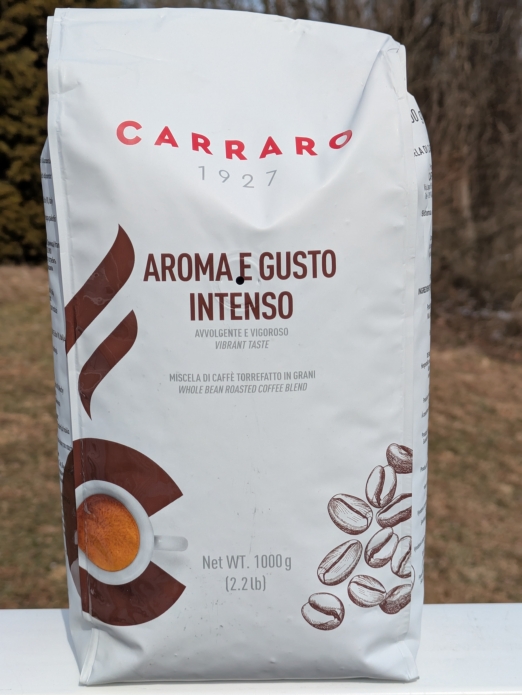 CARRARO
1927
AROMA E GUSTO
INTENSO
AVVOLGENTE E VIGOROSO
VIBRANT TASTE
MISCELA DI CAFFÈ TORREFATTO IN GRANI
WHOLE BEAN ROASTED COFFEE BLEND
Net WT. 1000 g
(2.2 lb)